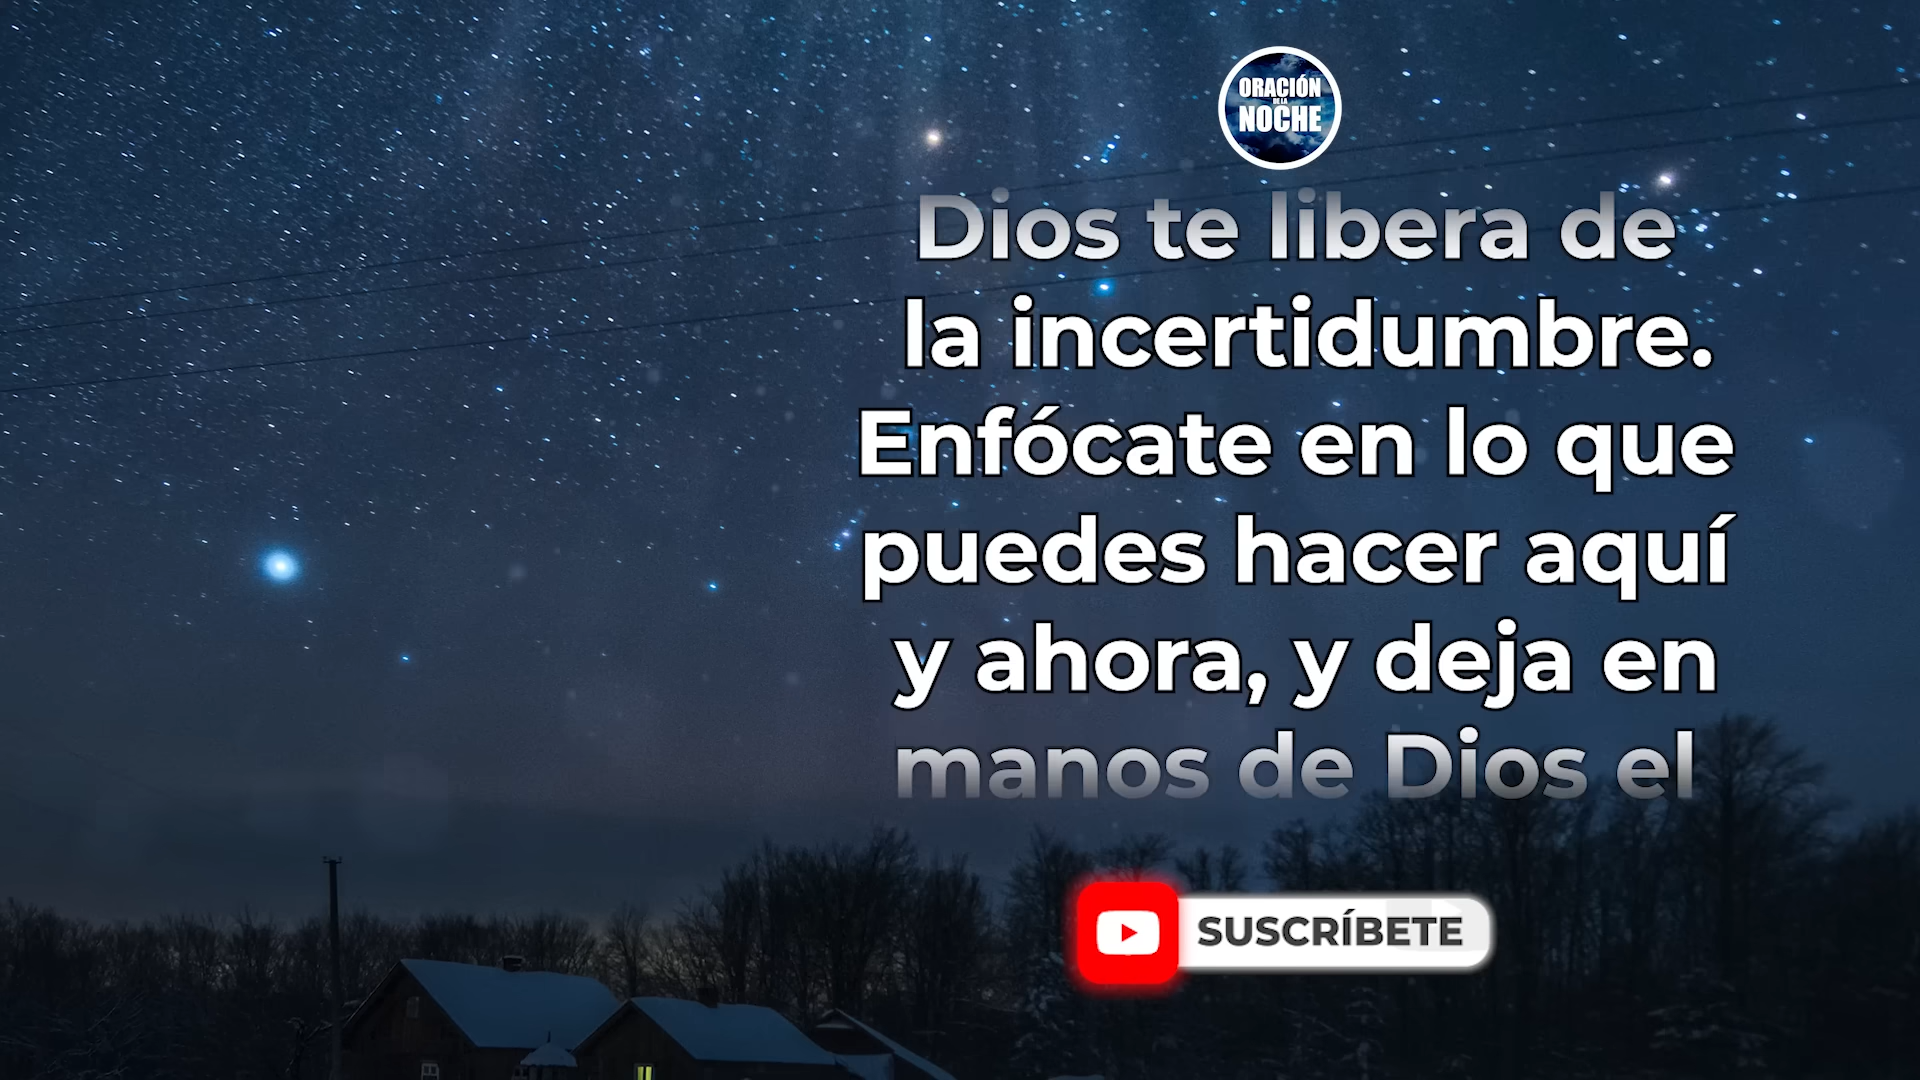 ORACIÓN
DE LA
NOCHE
Dios te libera de
la incertidumbre.
Enfócate en lo que
puedes hacer aquí
y ahora, y deja en
manos de Dios el
SUSCRÍBETE